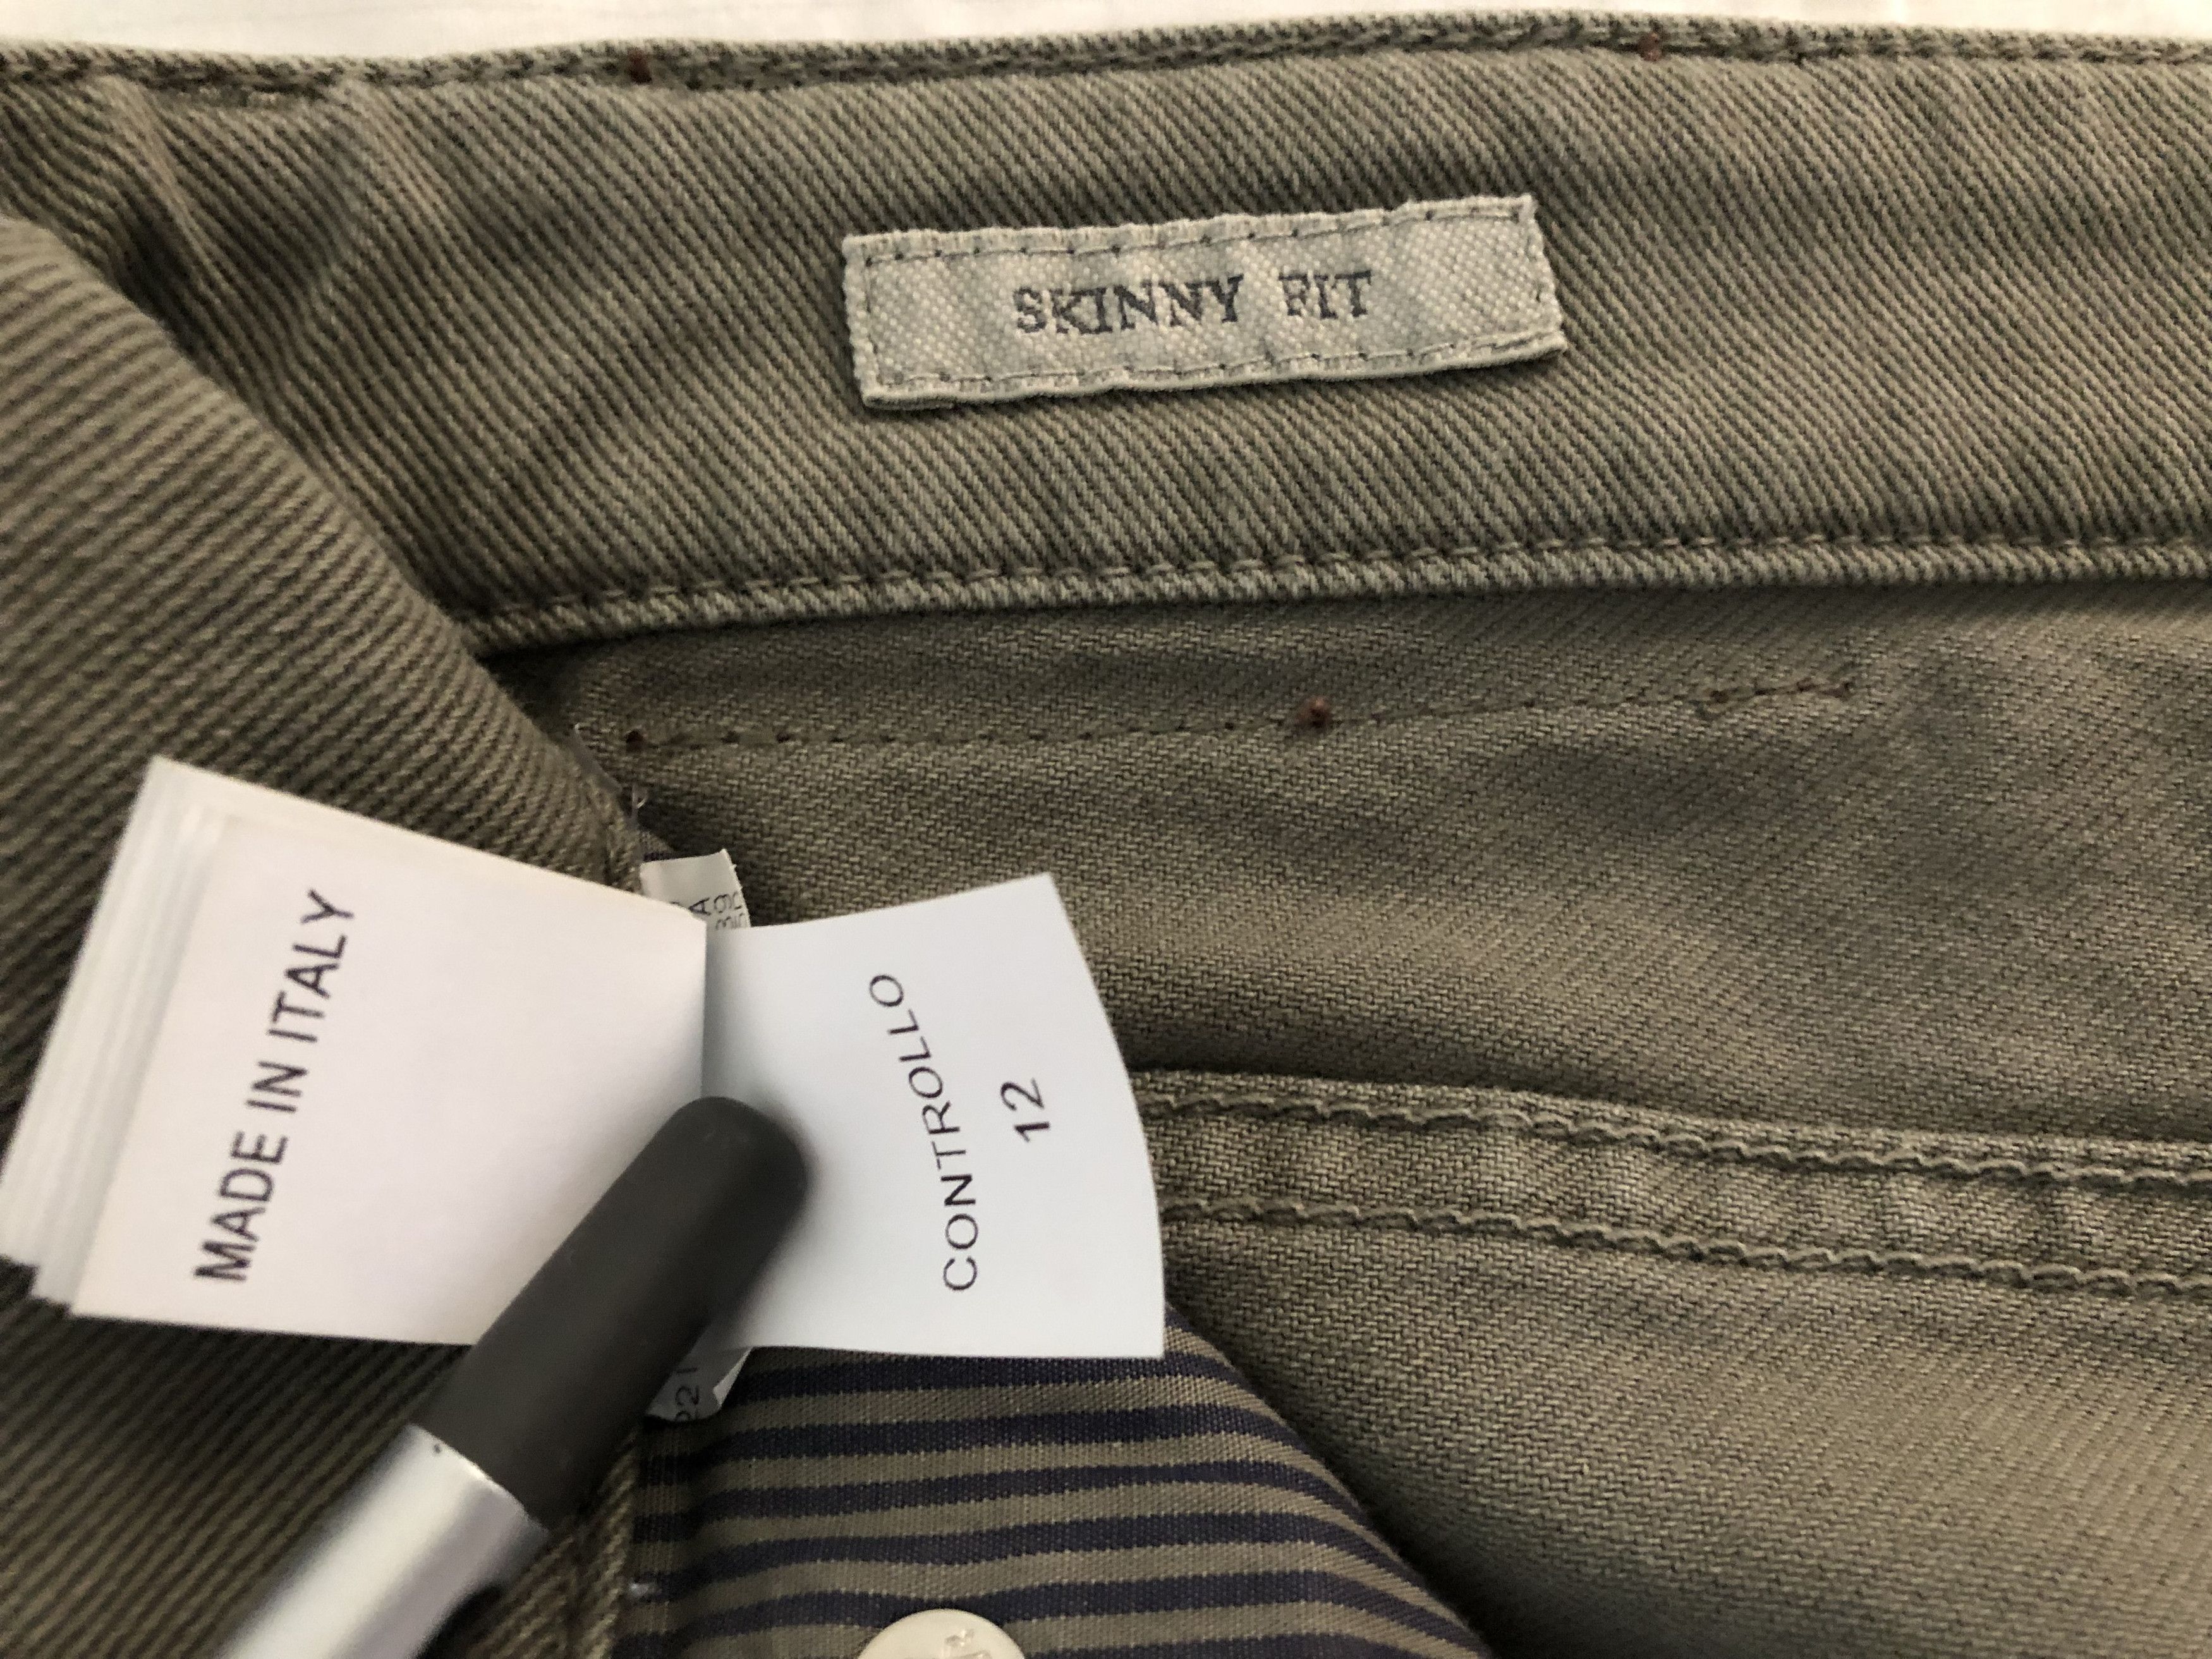 SKINNY FIT
MADE IN ITALY
CONTROLLO
12